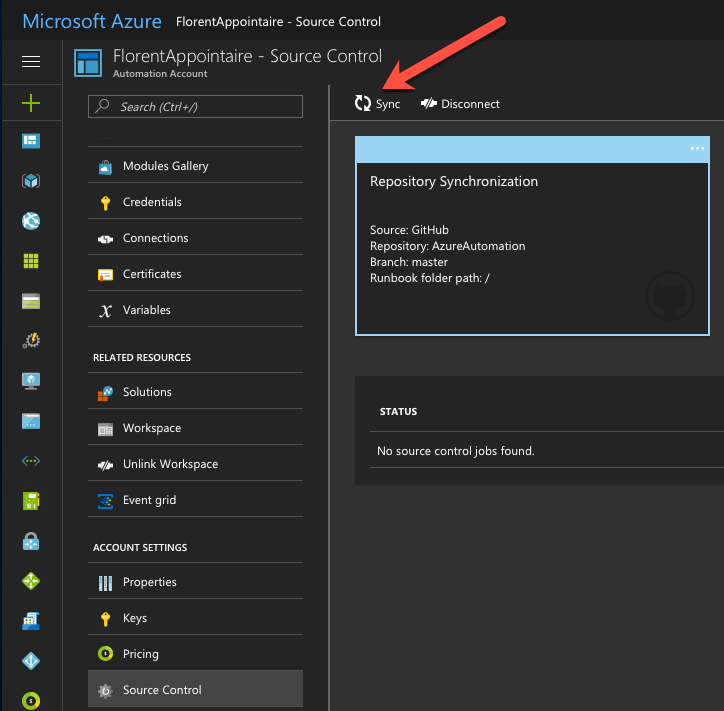 Microsoft Azure FlorentAppointaire - Source Control
FlorentAppointaire - Source Control
Automation Account
Search (Ctrl+/)
Sync Disconnect
Modules Gallery
Credentials
Connections
Certificates
Variables
RELATED RESOURCES
Solutions
Workspace
Unlink Workspace
Event grid
ACCOUNT SETTINGS
Properties
Keys
Pricing
Source Control
Repository Synchronization
Source: GitHub
Repository: AzureAutomation
Branch: master
Runbook folder path: /
STATUS
No source control jobs found.